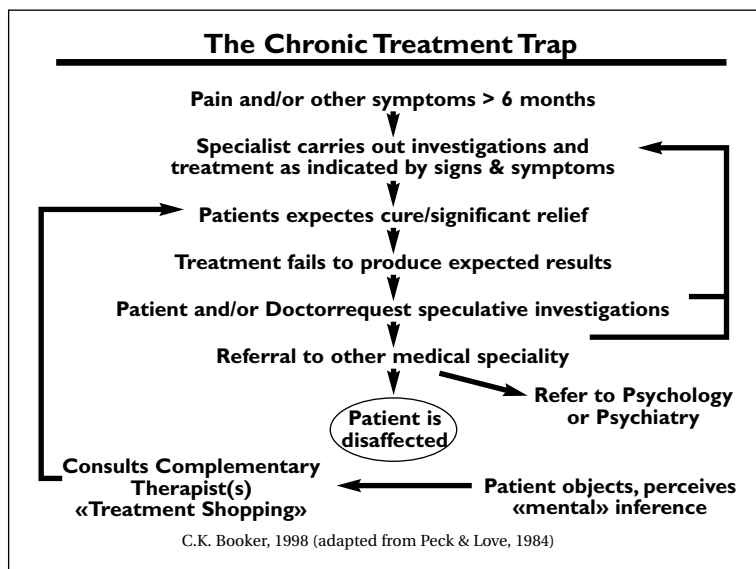 The Chronic Treatment Trap
Pain and/or other symptoms > 6 months
Specialist carries out investigations and
treatment as indicated by signs & symptoms
Patients expectes cure/significant relief
Treatment fails to produce expected results
Patient and/or Doctorrequest speculative investigations
Referral to other medical speciality
Refer to Psychology
or Psychiatry
Patient is
disaffected
Consults Complementary
Therapist(s)
«Treatment Shopping»
Patient objects, perceives
«mental» inference
C.K. Booker, 1998 (adapted from Peck & Love, 1984)